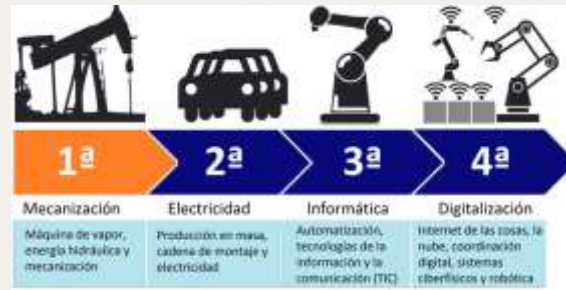 1ª
2ª
3ª
4ª
Mecanización
Electricidad
Informática
Digitalización
Máquina de vapor,
energía hidráulica y
mecanización
Producción en masa,
cadena de montaje y
electricidad
Automatización,
tecnologías de la
información y la
comunicación (TIC)
Internet de las cosas, la
nube, coordinación
digital, sistemas
ciberfísicos y robótica